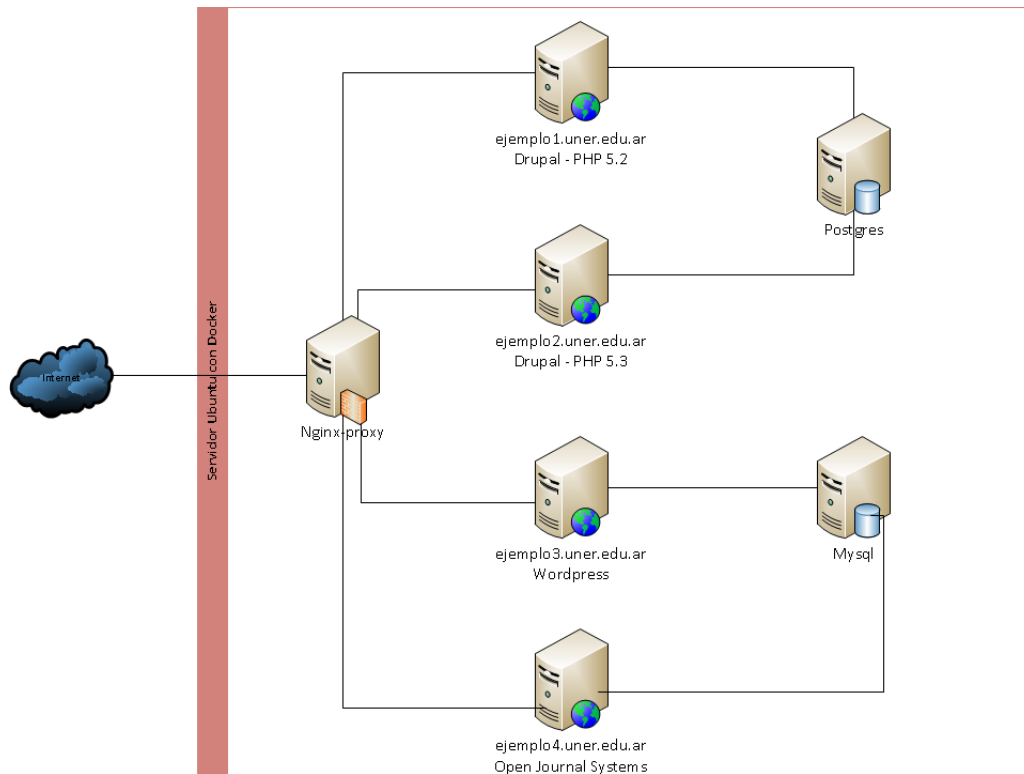 ejemplo1.uner.edu.ar
Drupal - PHP 5.2
Postgres
ejemplo2.uner.edu.ar
Drupal - PHP 5.3
Servidor Ubuntu con Docker
Internet
Nginx-proxy
ejemplo3.uner.edu.ar
Wordpress
Mysql
ejemplo4.uner.edu.ar
Open Journal Systems